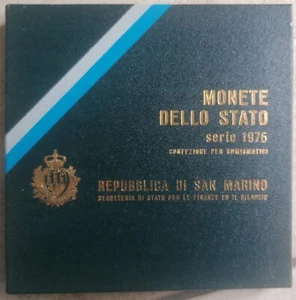 MONETE
DELLO STATO
serie 1976
CONFEZIONE PER NUMISMATICI
REPUBBLICA DI SAN MARINO
SEGRETERIA DI STATO PER LE FINANZE ED IL BILANCIO